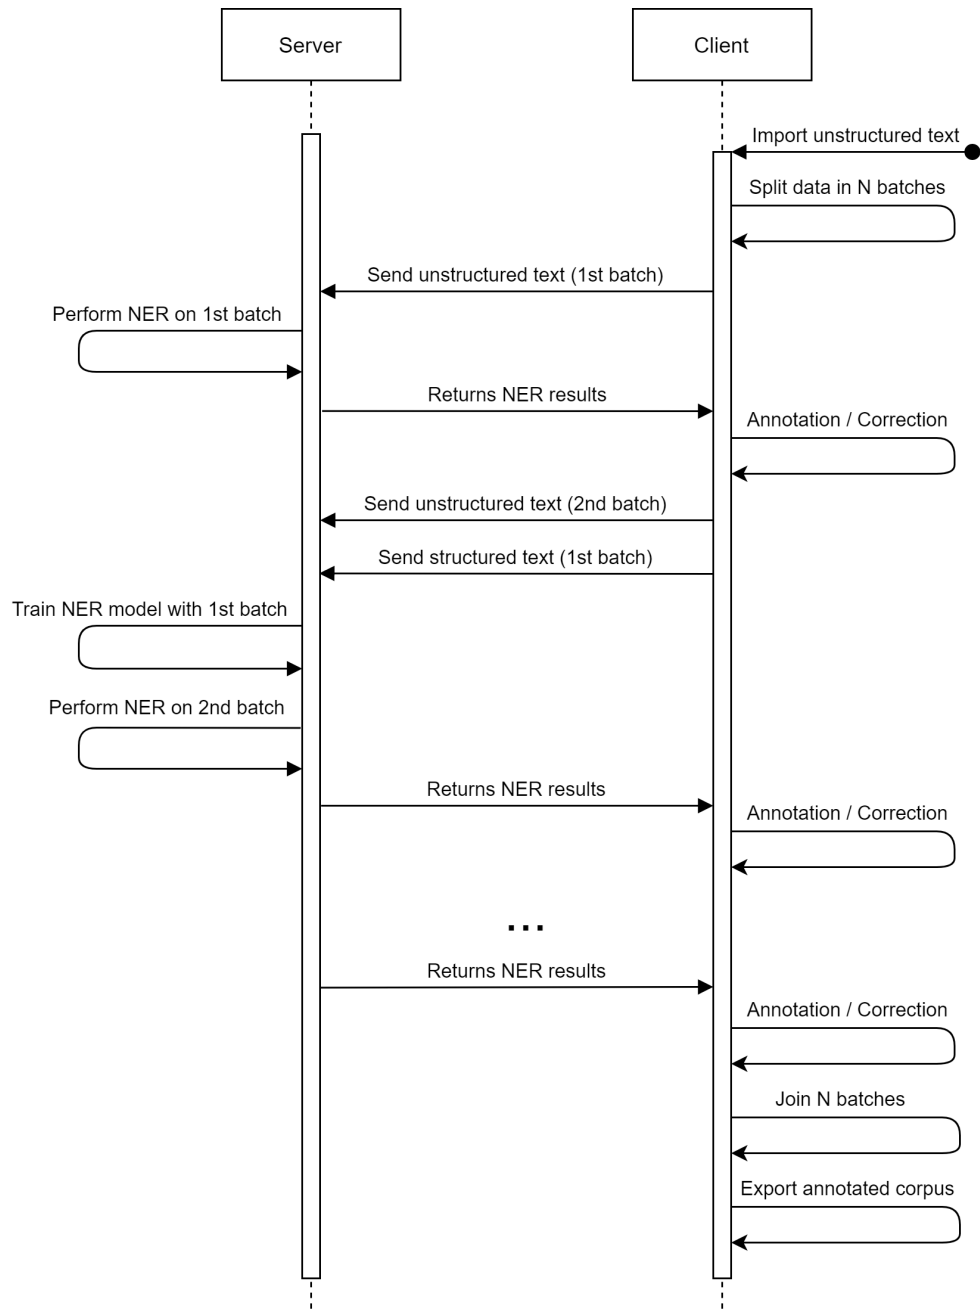 Server
Client
Import unstructured text
Split data in N batches
Send unstructured text (1st batch)
Perform NER on 1st batch
Returns NER results
Annotation / Correction
Send unstructured text (2nd batch)
Send structured text (1st batch)
Train NER model with 1st batch
Perform NER on 2nd batch
Returns NER results
Annotation / Correction
...
Returns NER results
Annotation / Correction
Join N batches
Export annotated corpus